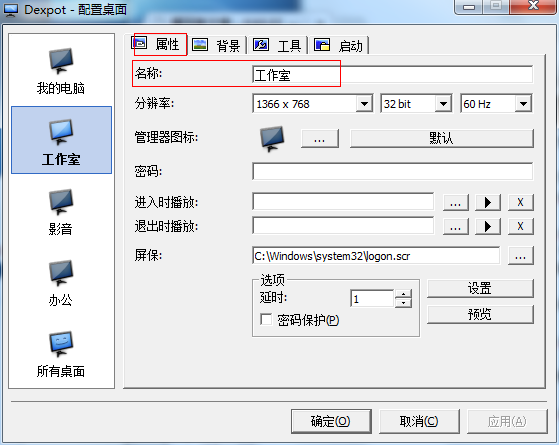 Dexpot - 配置桌面
属性 背景 工具 启动
我的电脑
工作室
影音
办公
所有桌面
名称: 工作室
分辨率: 1366 x 768 32 bit 60 Hz
管理器图标: ... 默认
密码:
进入时播放: ... X
退出时播放: ... X
屏保: C:\Windows\system32\logon.scr ...
选项
延时: 1
密码保护(P)
设置
预览
确定(O) 取消(C) 应用(A)